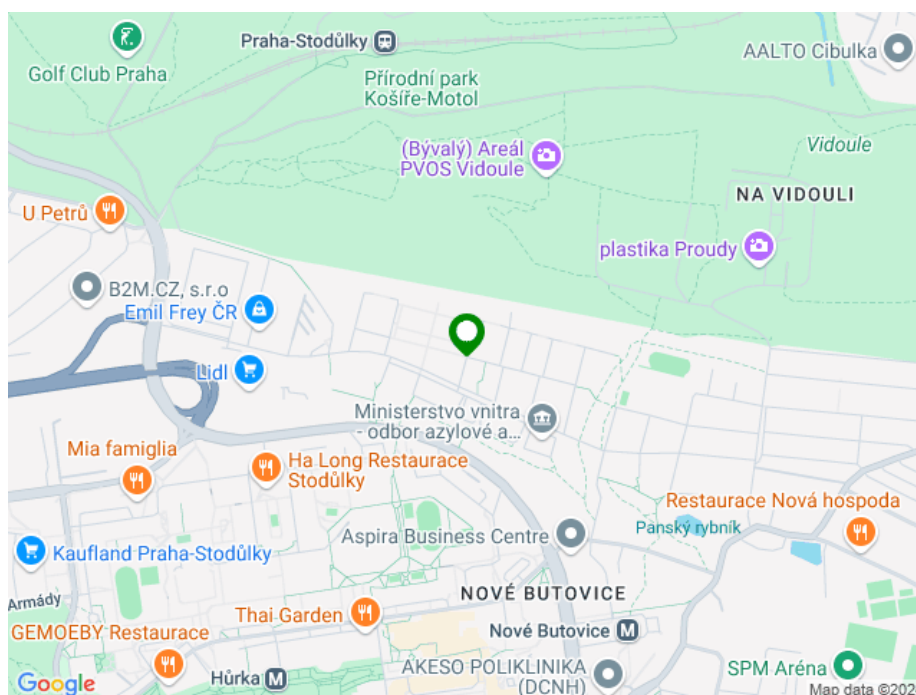 Praha-Stodůlky
AALTO Cibulka
Golf Club Praha
Přírodní park
Košíře-Motol
(Bývalý) Areál
PVOS Vidoule
Vidoule
NA VIDOULI
U Petrů
plastika Proudy
B2M.CZ, s.r.o
Emil Frey ČR
Lidl
Ministerstvo vnitra
- odbor azylové a...
Mia famiglia
Ha Long Restaurace
Stodůlky
Restaurace Nová hospoda
Panský rybník
Aspira Business Centre
Kaufland Praha-Stodůlky
NOVÉ BUTOVICE
Armády
Thai Garden
Nové Butovice
M
GEMOEBY Restaurace
Hůrka
M
AKESO POLIKLINIKA
(DCNH)
SPM Aréna
Google
Map data ©202